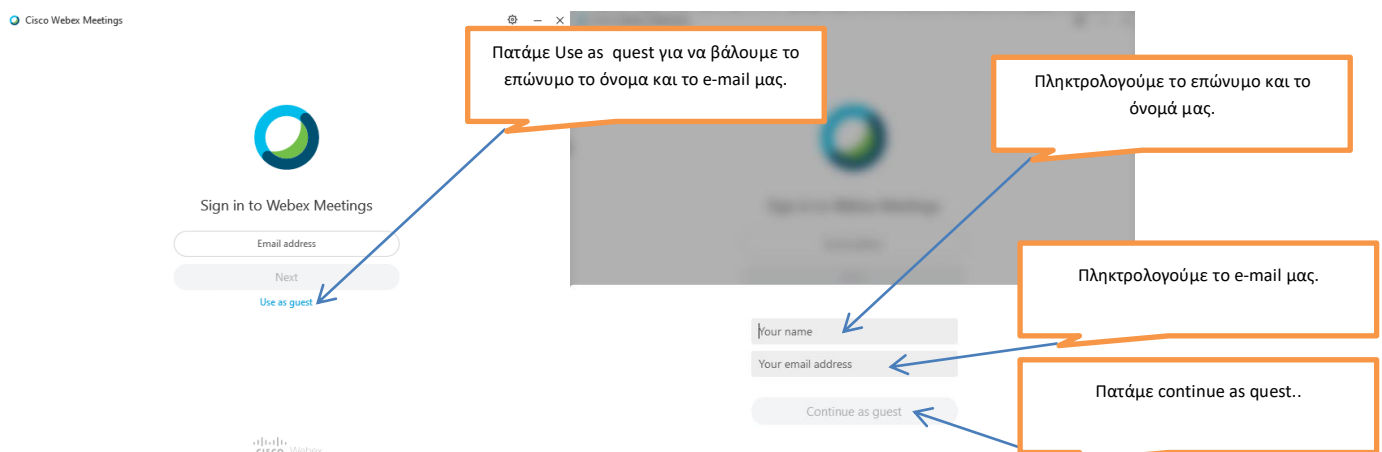 Cisco Webex Meetings
Πατάμε Use as quest για να βάλουμε το
επώνυμο το όνομα και το e-mail μας.
Πληκτρολογούμε το επώνυμο και το
όνομά μας.
Sign in to Webex Meetings
Email address
Next
Use as guest
Πληκτρολογούμε το e-mail μας.
Your name
Your email address
Πατάμε continue as quest..
Continue as guest
CISCO Webex